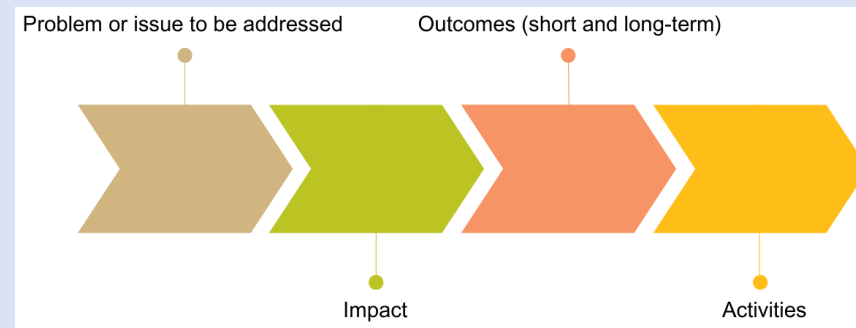 Problem or issue to be addressed
Outcomes (short and long-term)
Impact
Activities